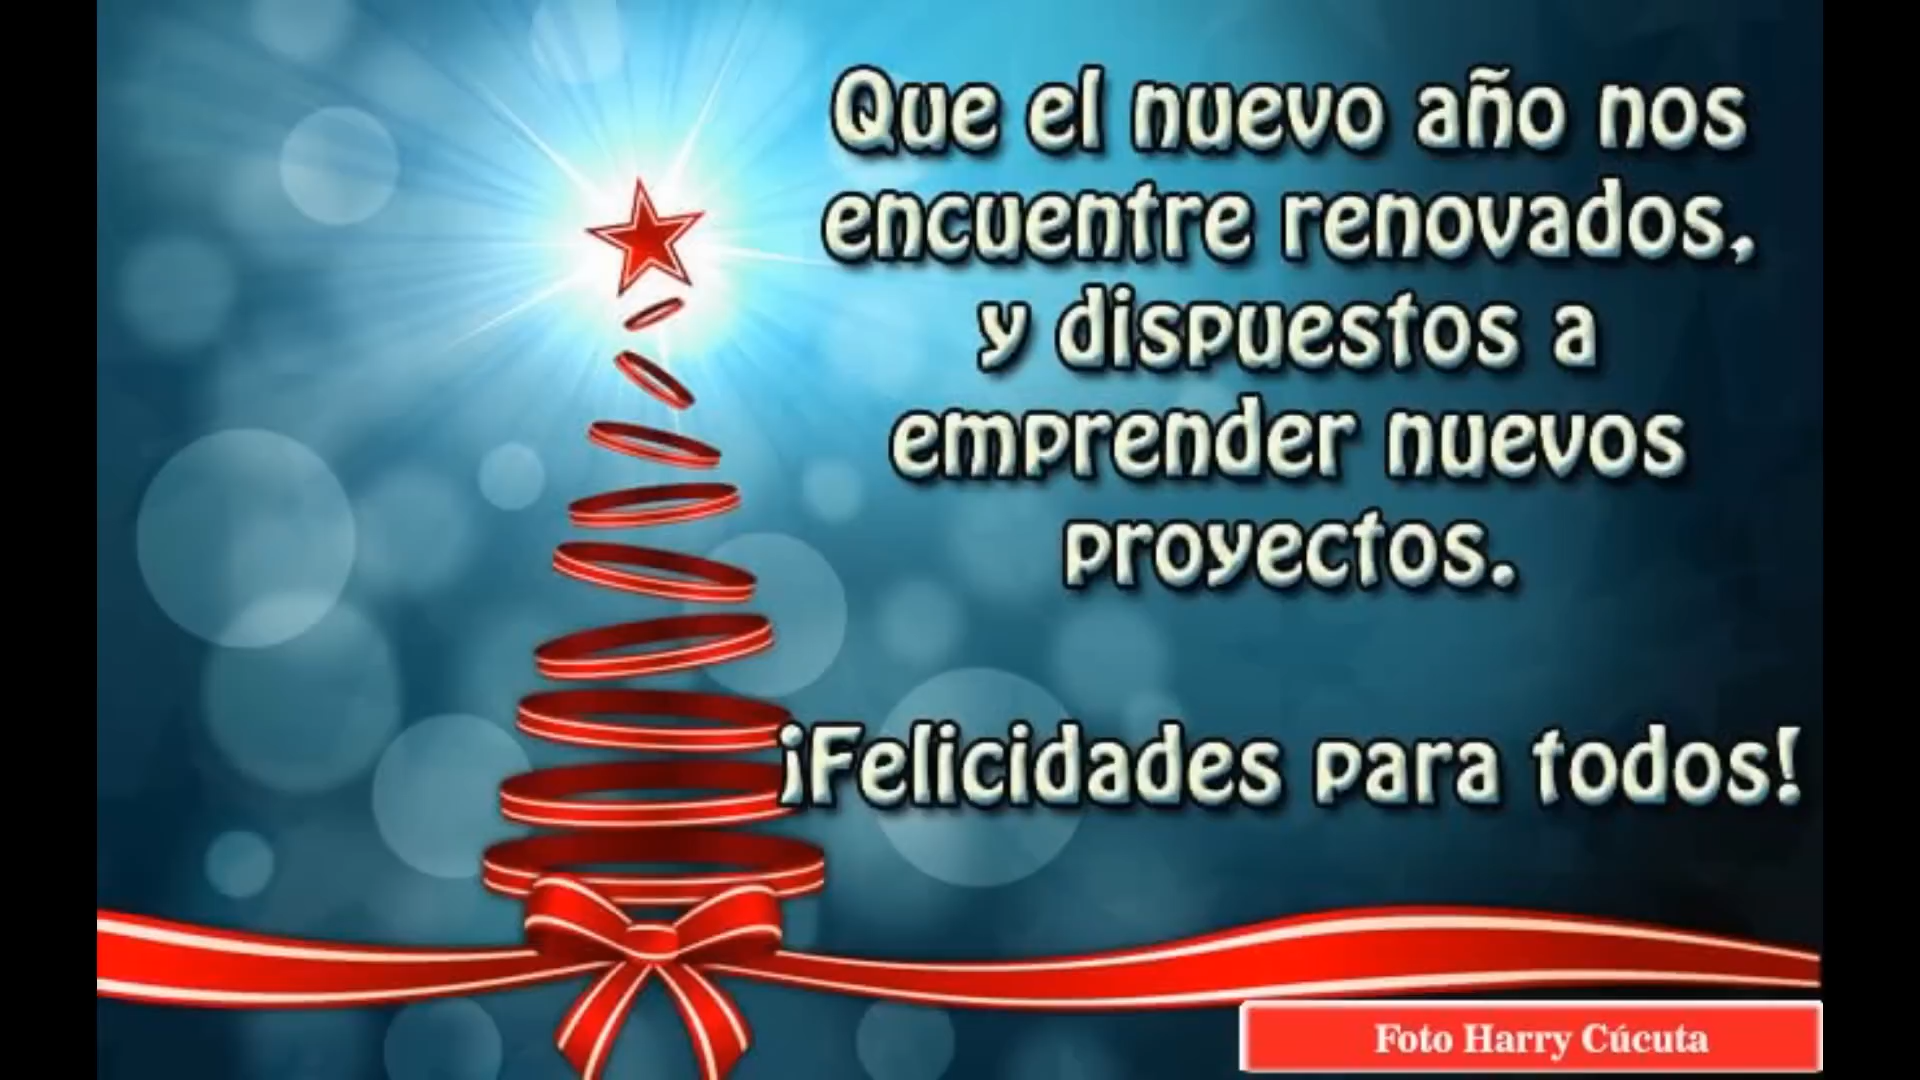 Que el nuevo año nos
encuentre renovados,
y dispuestos a
emprender nuevos
proyectos.
¡Felicidades para todos!
Foto Harry Cúcuta